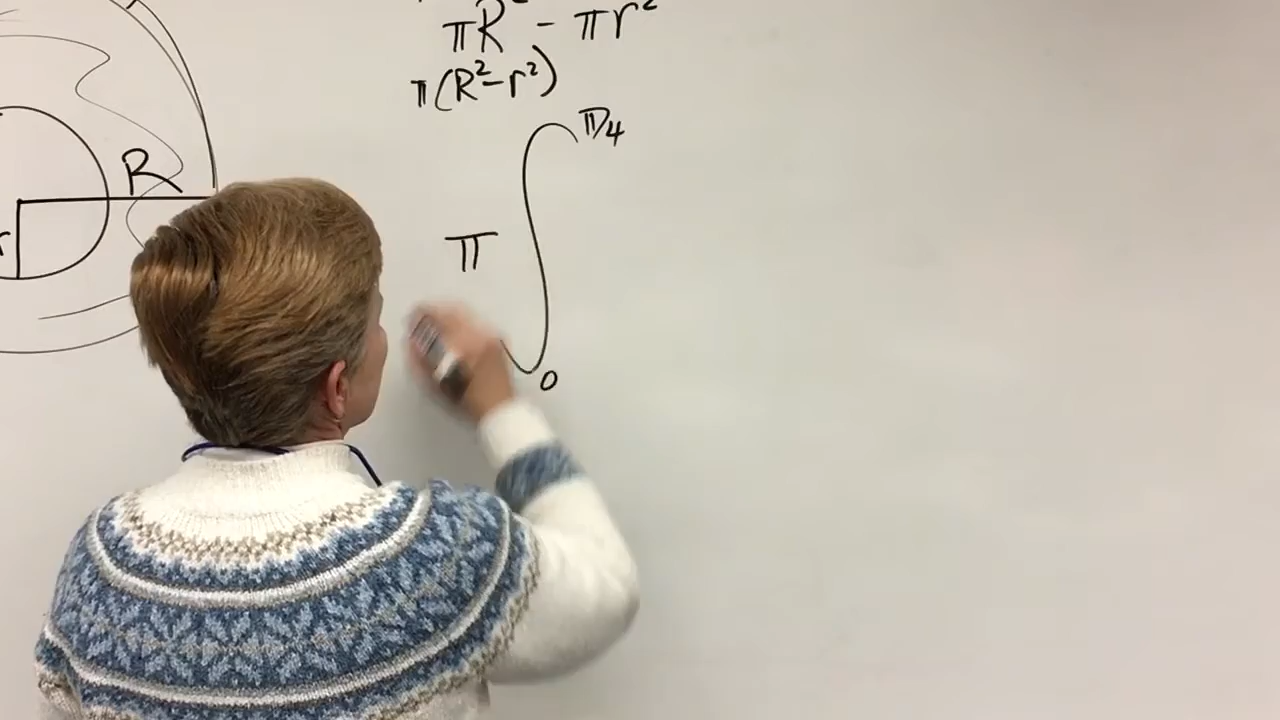 πR² - πr²
π(R²-r²)
R
r
π ∫ π/4
0